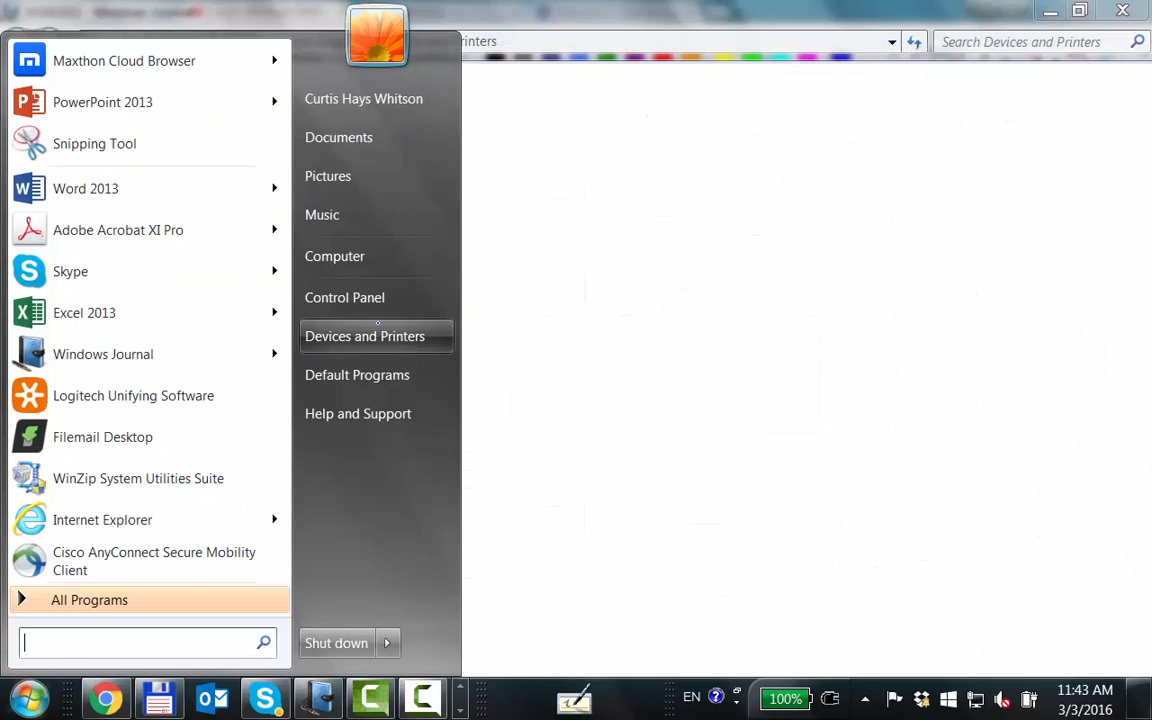 rinters
Search Devices and Printers
Maxthon Cloud Browser
PowerPoint 2013
Snipping Tool
Word 2013
Adobe Acrobat XI Pro
Skype
Excel 2013
Windows Journal
Logitech Unifying Software
Filemail Desktop
WinZip System Utilities Suite
Internet Explorer
Cisco AnyConnect Secure Mobility
Client
All Programs
Curtis Hays Whitson
Documents
Pictures
Music
Computer
Control Panel
Devices and Printers
Default Programs
Help and Support
Shut down
EN
100%
11:43 AM
3/3/2016